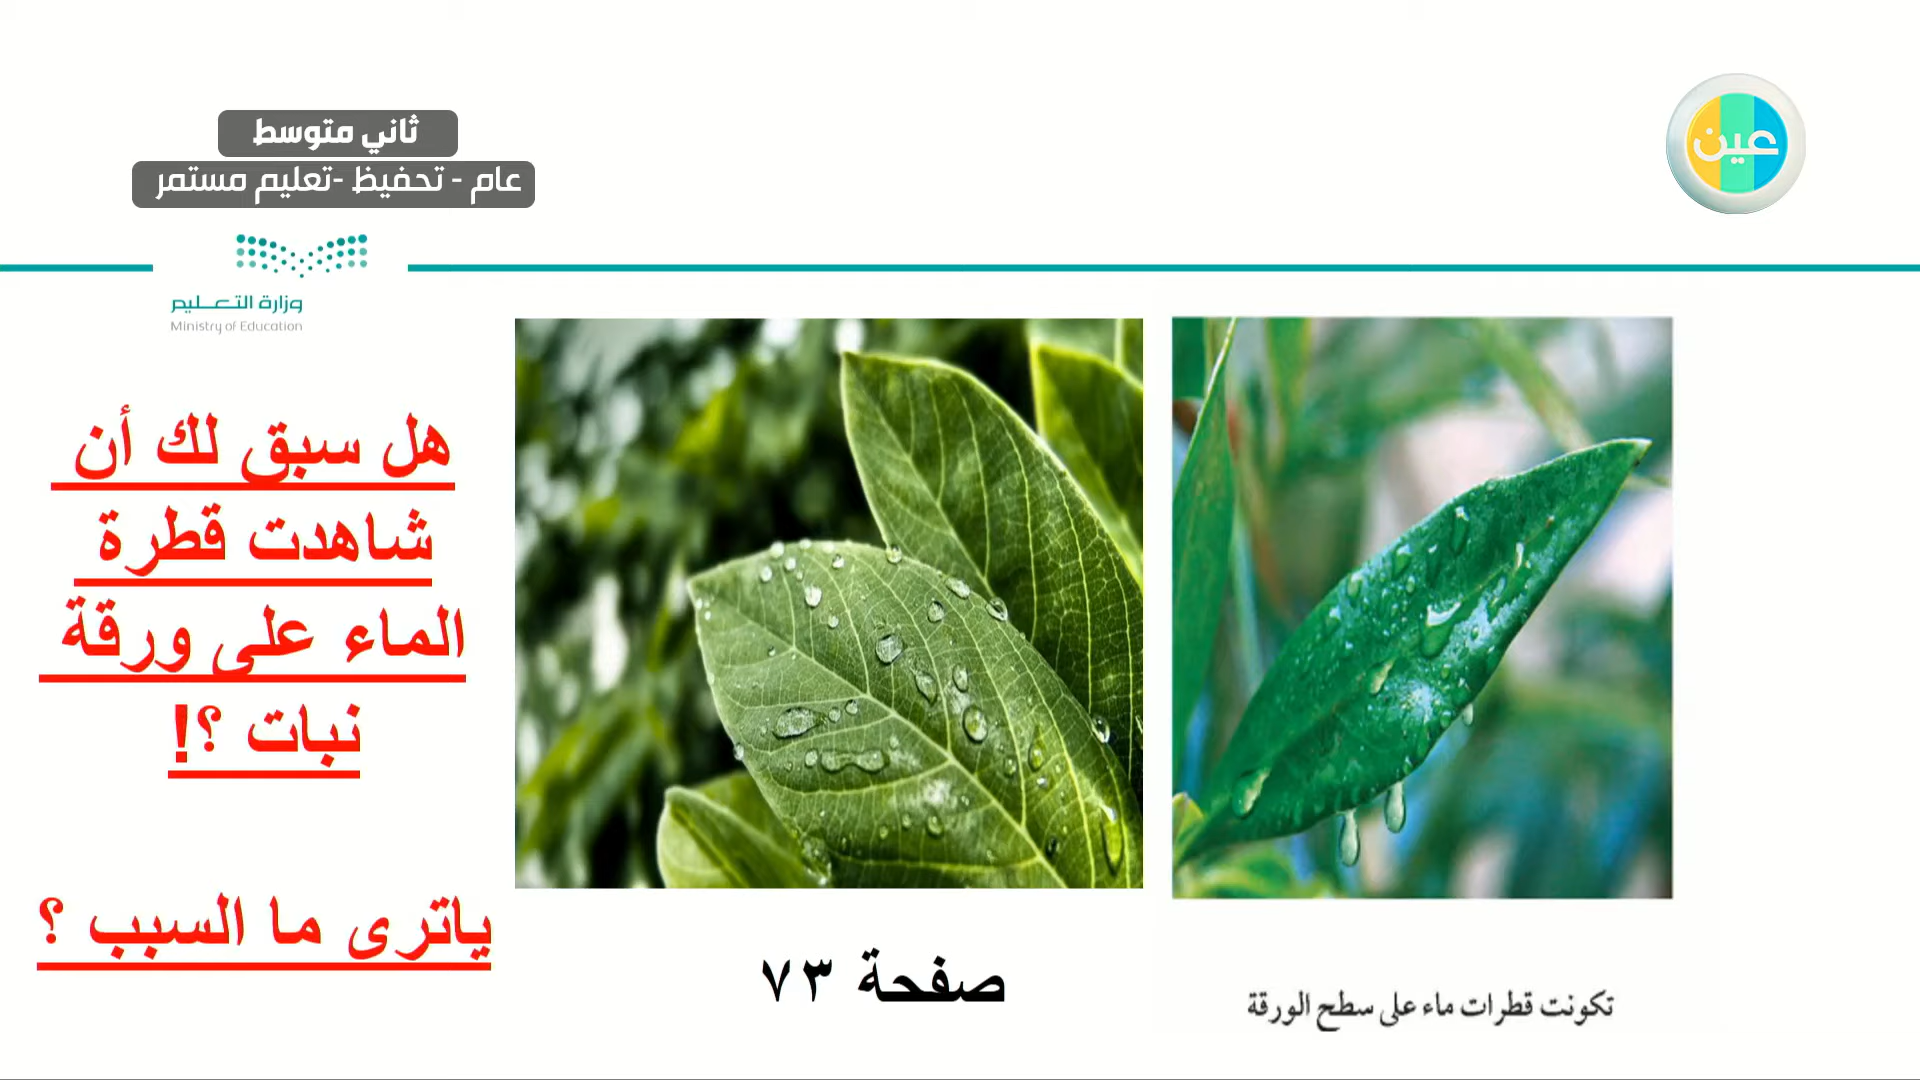 ثاني متوسط
عام - تحفيظ -تعليم مستمر
عين
وزارة التعليم
Ministry of Education
هل سبق لك أن
شاهدت قطرة
الماء على ورقة
نبات ؟!
ياترى ما السبب ؟
صفحة ٧٣
تكونت قطرات ماء على سطح الورقة